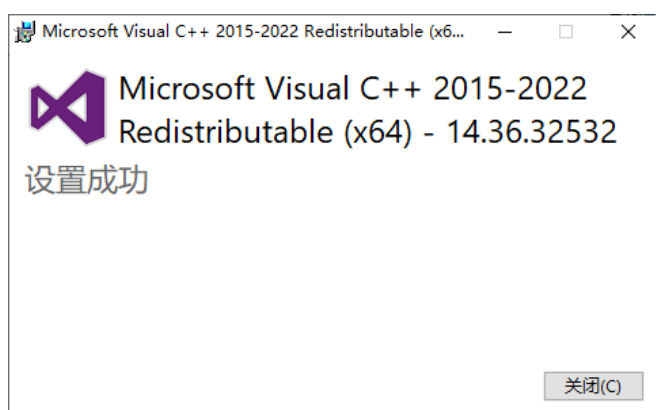 Microsoft Visual C++ 2015-2022 Redistributable (x6...
Microsoft Visual C++ 2015-2022
Redistributable (x64) - 14.36.32532
设置成功
关闭(C)